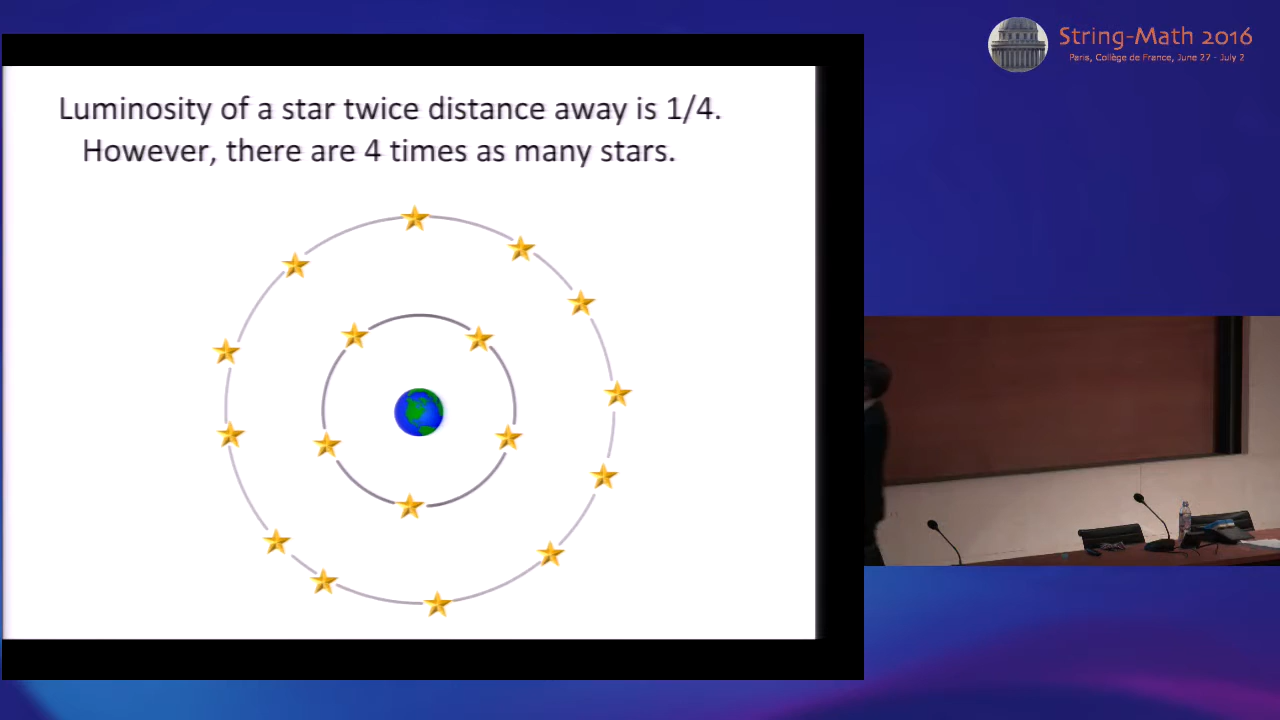 Luminosity of a star twice distance away is 1/4.
However, there are 4 times as many stars.
String-Math 2016
Paris, Collège de France, June 27 - July 2